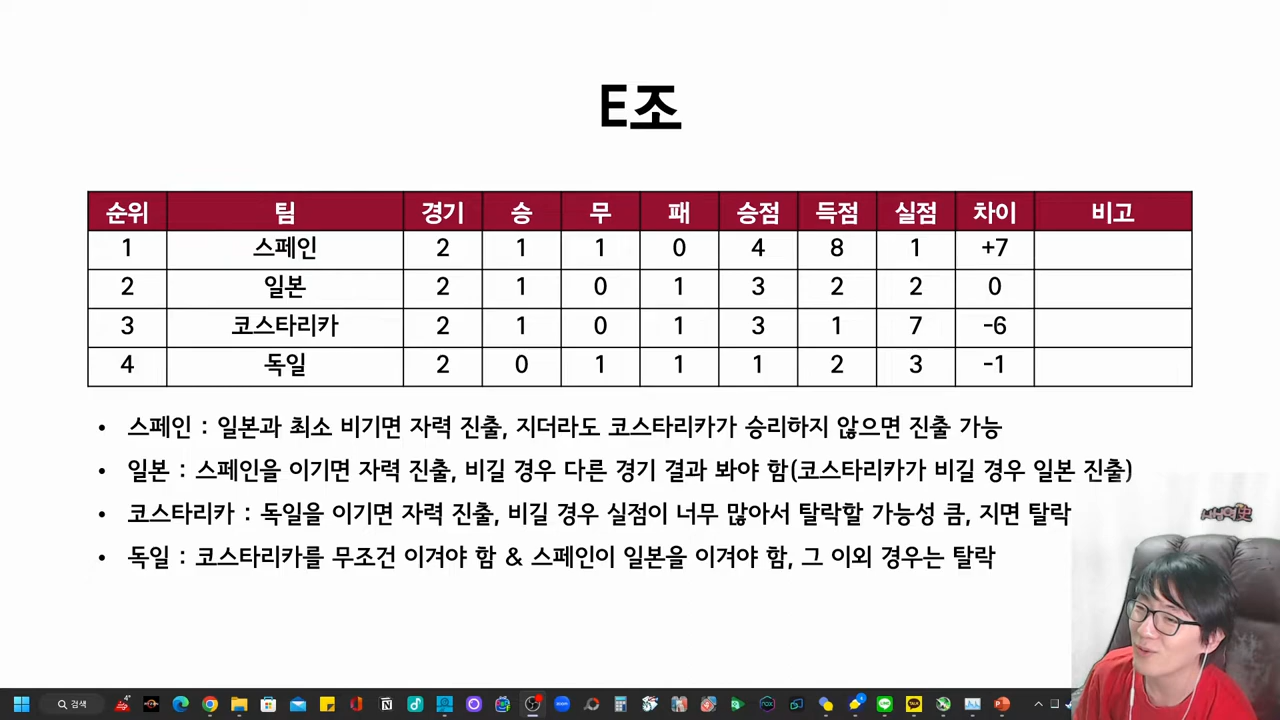 E조
순위 팀 경기 승 무 패 승점 득점 실점 차이 비고
1 스페인 2 1 1 0 4 8 1 +7
2 일본 2 1 0 1 3 2 2 0
3 코스타리카 2 1 0 1 3 1 7 -6
4 독일 2 0 1 1 1 2 3 -1
• 스페인 : 일본과 최소 비기면 자력 진출, 지더라도 코스타리카가 승리하지 않으면 진출 가능
• 일본 : 스페인을 이기면 자력 진출, 비길 경우 다른 경기 결과 봐야 함(코스타리카가 비길 경우 일본 진출)
• 코스타리카 : 독일을 이기면 자력 진출, 비길 경우 실점이 너무 많아서 탈락할 가능성 큼, 지면 탈락
• 독일 : 코스타리카를 무조건 이겨야 함 & 스페인이 일본을 이겨야 함, 그 이외 경우는 탈락
검색